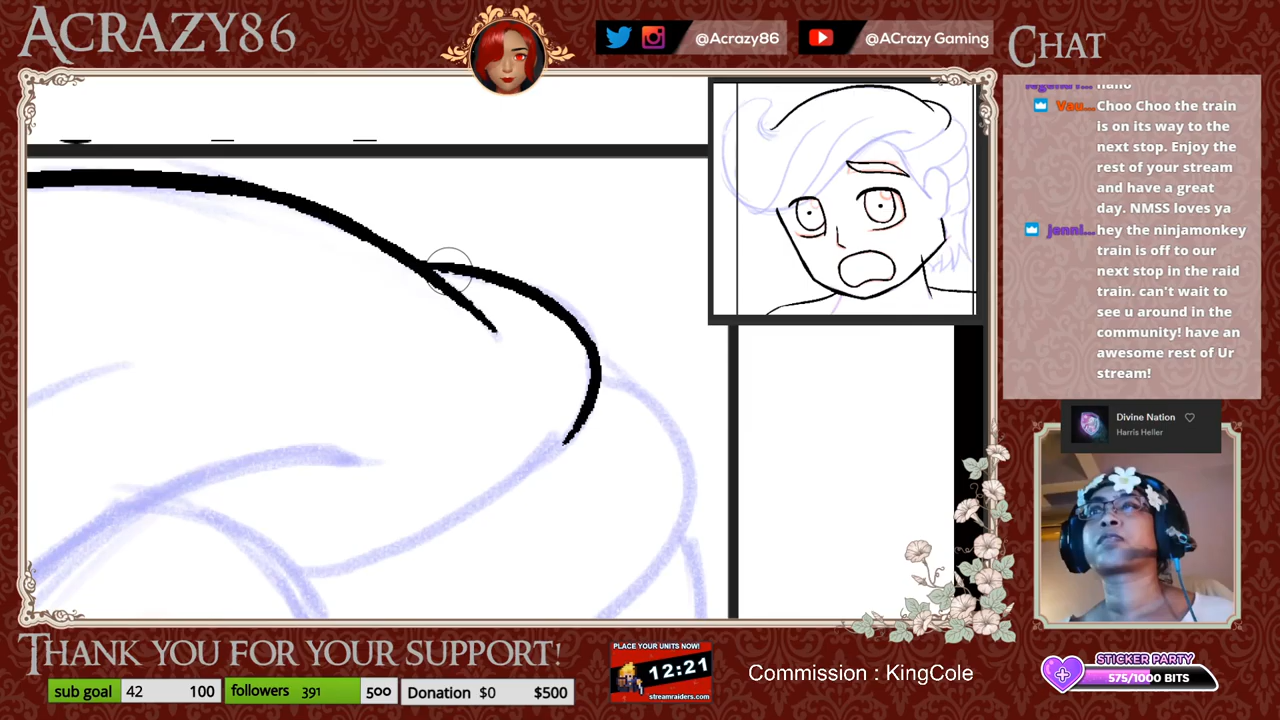 ACRAZY86
@Acrazy86
@ACrazy Gaming
CHAT
hallo
Vau... Choo Choo the train
is on its way to the
next stop. Enjoy the
rest of your stream
and have a great
day. NMSS loves ya
Jenni... hey the ninjamonkey
train is off to our
next stop in the raid
train. can't wait to
see u around in the
community! have an
awesome rest of Ur
stream!
Divine Nation
Harris Heller
THANK YOU FOR YOUR SUPPORT!
sub goal 42 100
followers 391 500
Donation $0 $500
PLACE YOUR UNITS NOW!
12:21
streamraiders.com
Commission : KingCole
STICKER PARTY
575/1000 BITS